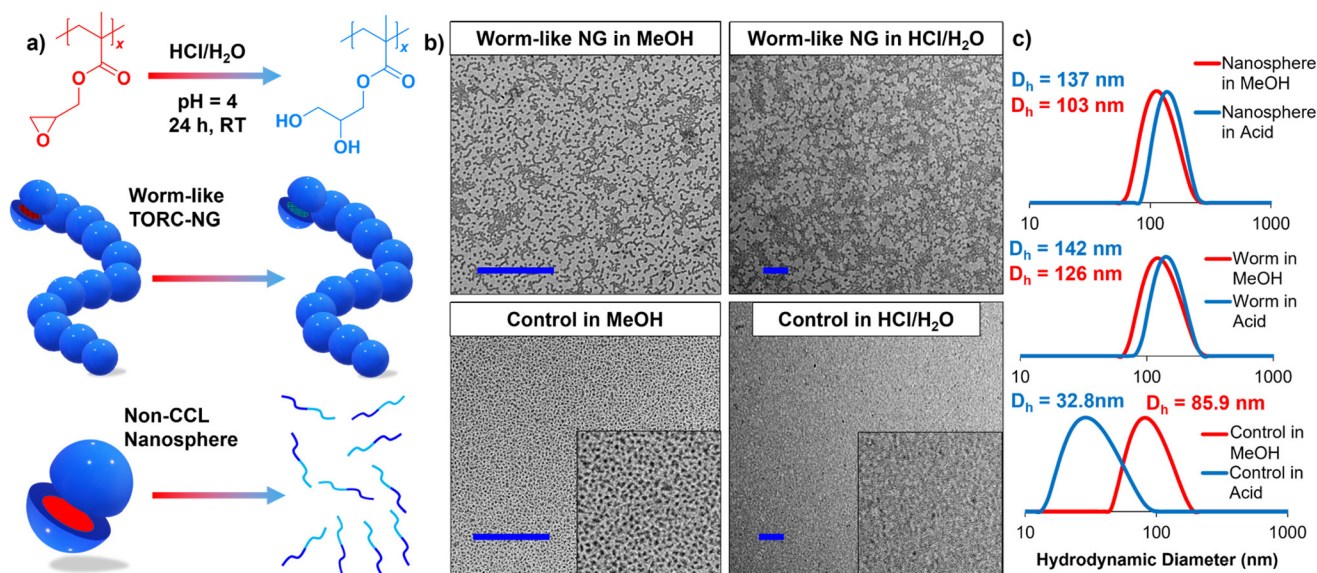 a)
x
HCl/H₂O
pH = 4
24 h, RT
x
O
O
O
O
O
HO
OH
Worm-like
TORC-NG
Non-CCL
Nanosphere
b)
Worm-like NG in MeOH
Worm-like NG in HCl/H₂O
Control in MeOH
Control in HCl/H₂O
c)
Dₕ = 137 nm
Dₕ = 103 nm
Nanosphere
in MeOH
Nanosphere
in Acid
10 100 1000
Dₕ = 142 nm
Dₕ = 126 nm
Worm in
MeOH
Worm in
Acid
10 100 1000
Dₕ = 32.8nm Dₕ = 85.9 nm
Control in
MeOH
Control in
Acid
10 100 1000
Hydrodynamic Diameter (nm)